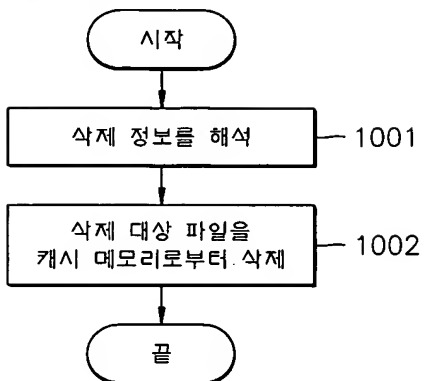 시작
삭제 정보를 해석
1001
삭제 대상 파일을
캐시 메모리로부터 삭제
1002
끝